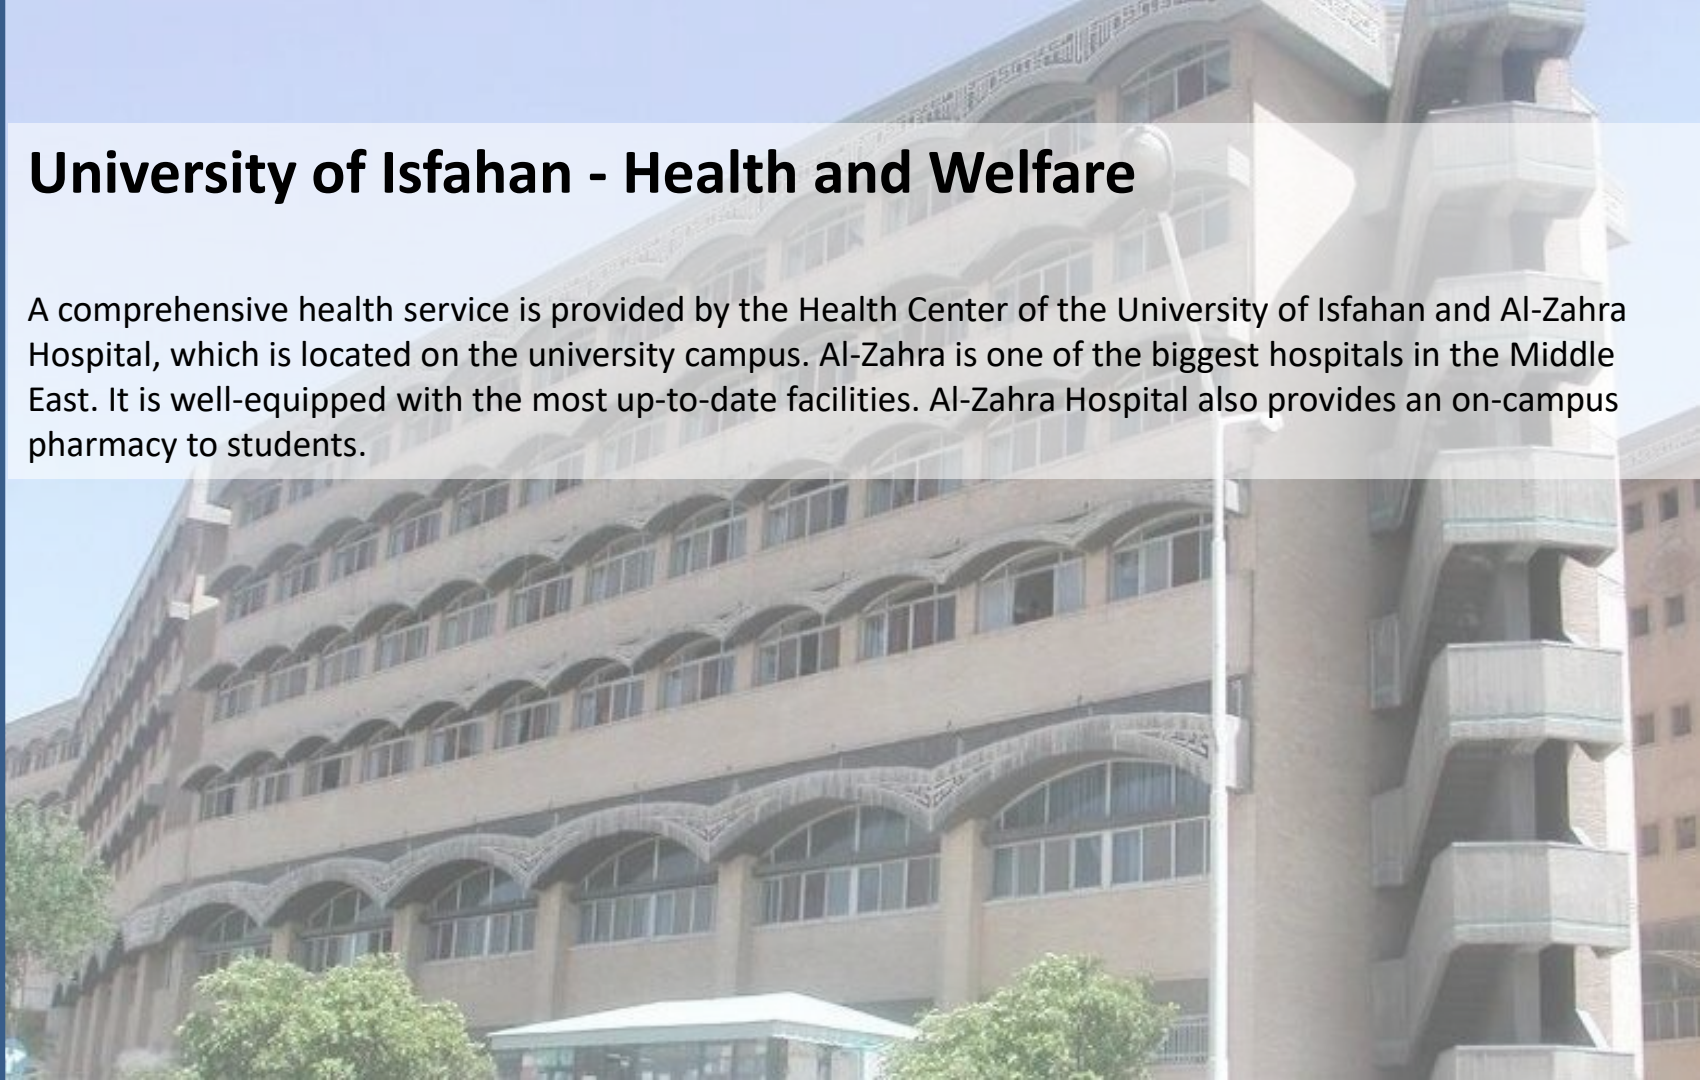 University of Isfahan - Health and Welfare
A comprehensive health service is provided by the Health Center of the University of Isfahan and Al-Zahra
Hospital, which is located on the university campus. Al-Zahra is one of the biggest hospitals in the Middle
East. It is well-equipped with the most up-to-date facilities. Al-Zahra Hospital also provides an on-campus
pharmacy to students.